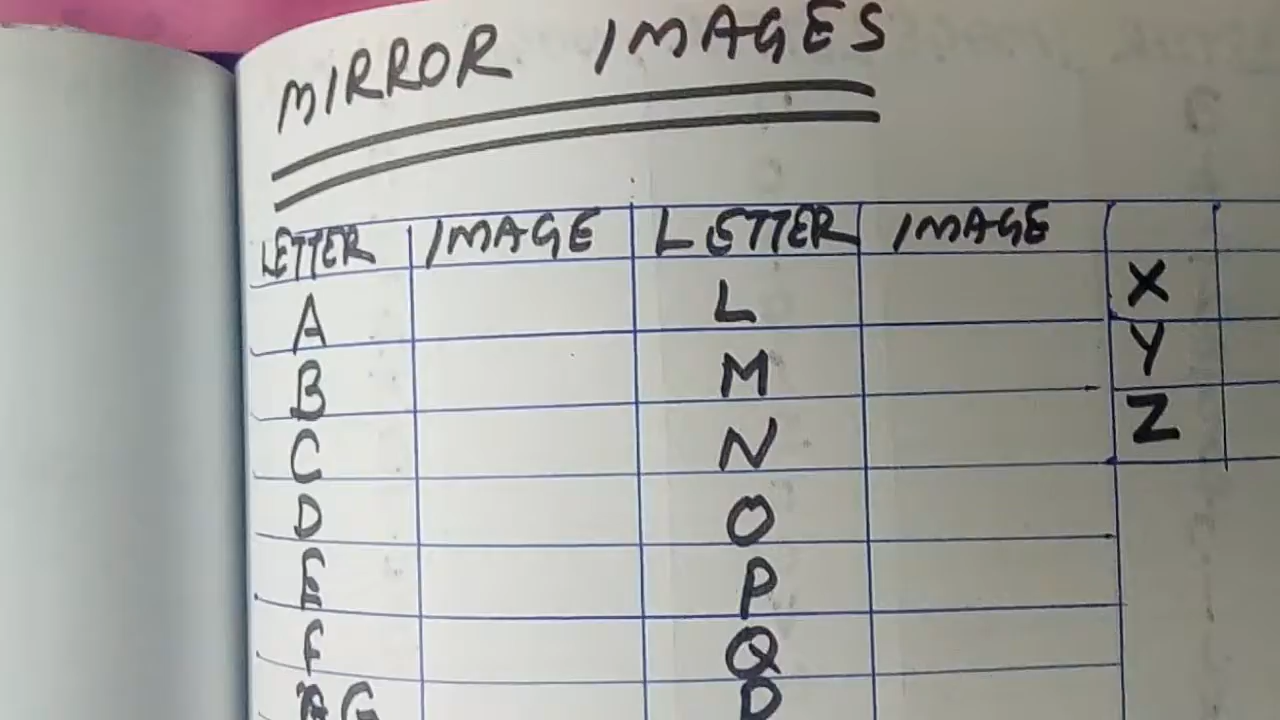 MIRROR IMAGES
LETTER IMAGE LETTER IMAGE
A L X
B M Y
C N Z
D O
E P
F Q
G